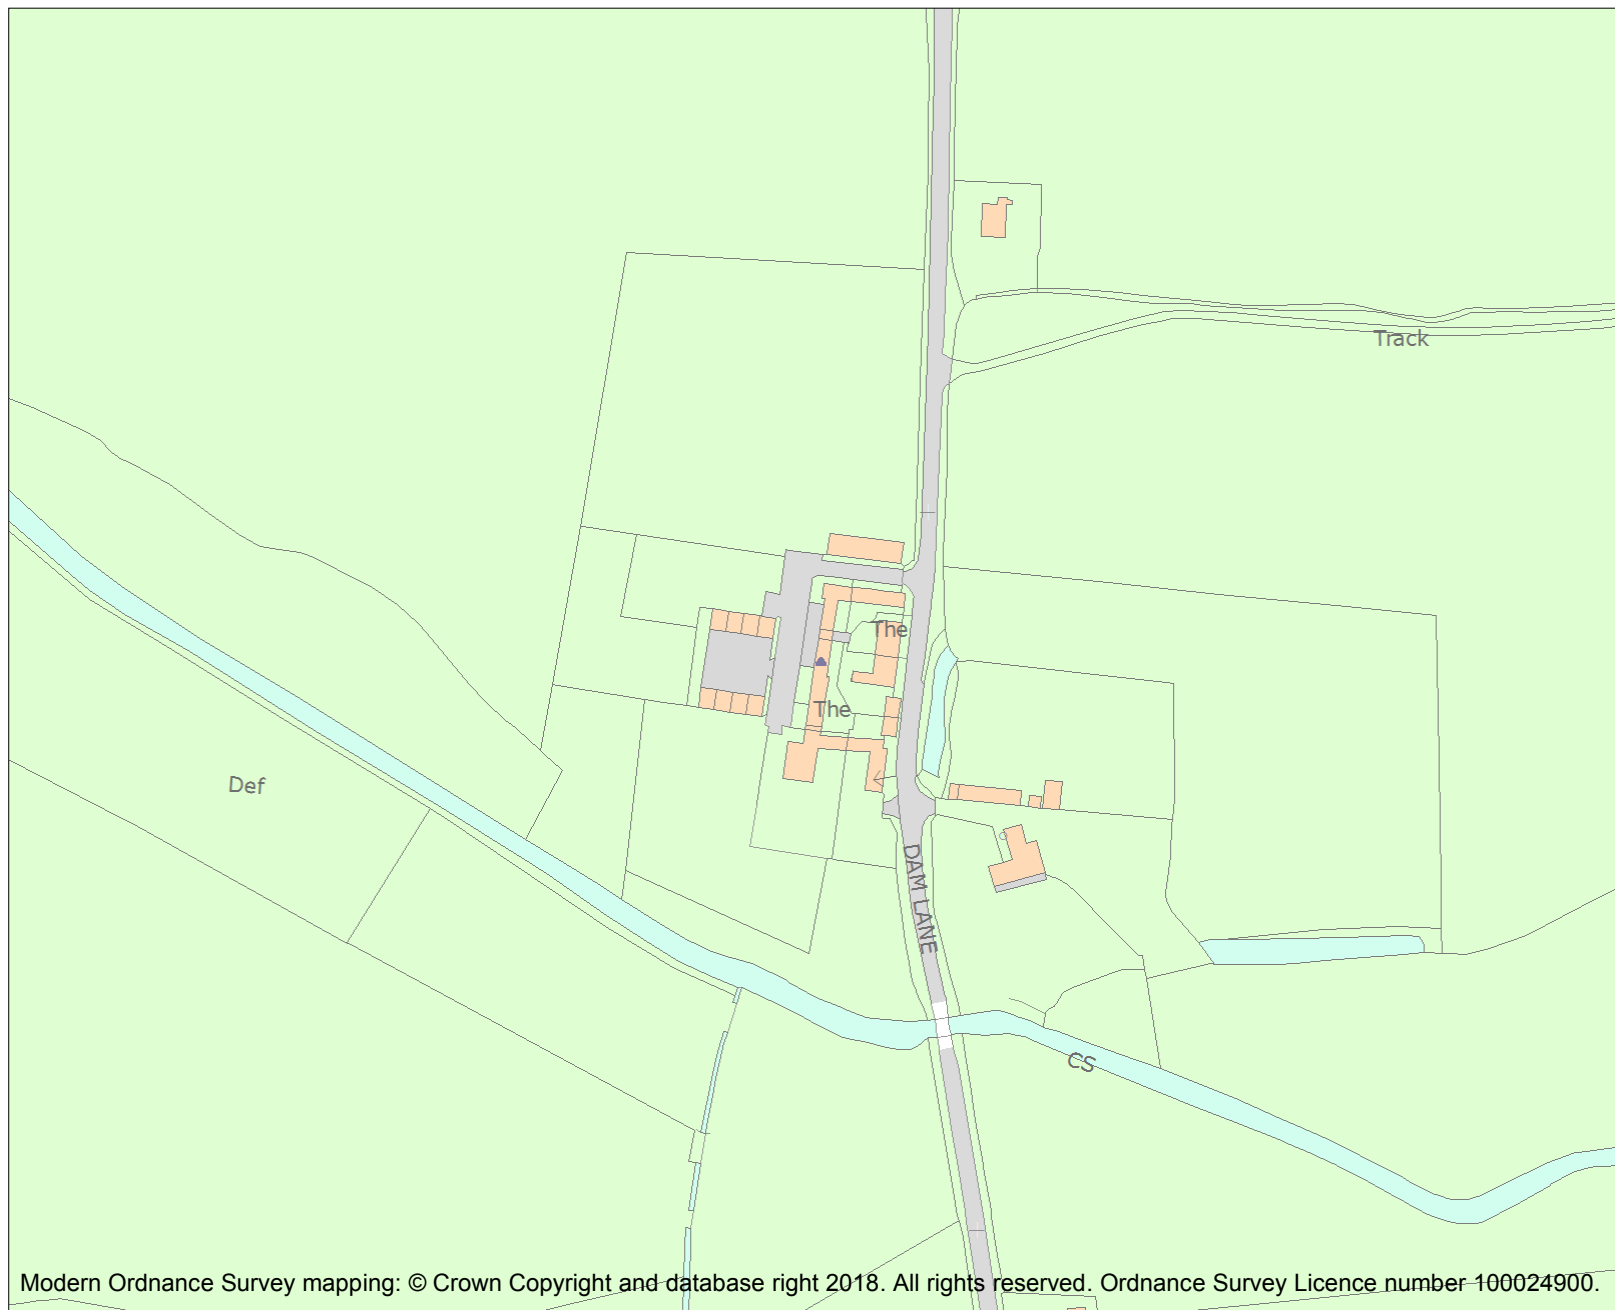 Track
The
The
Def
DAM LANE
CS
Modern Ordnance Survey mapping: © Crown Copyright and database right 2018. All rights reserved. Ordnance Survey Licence number 100024900.